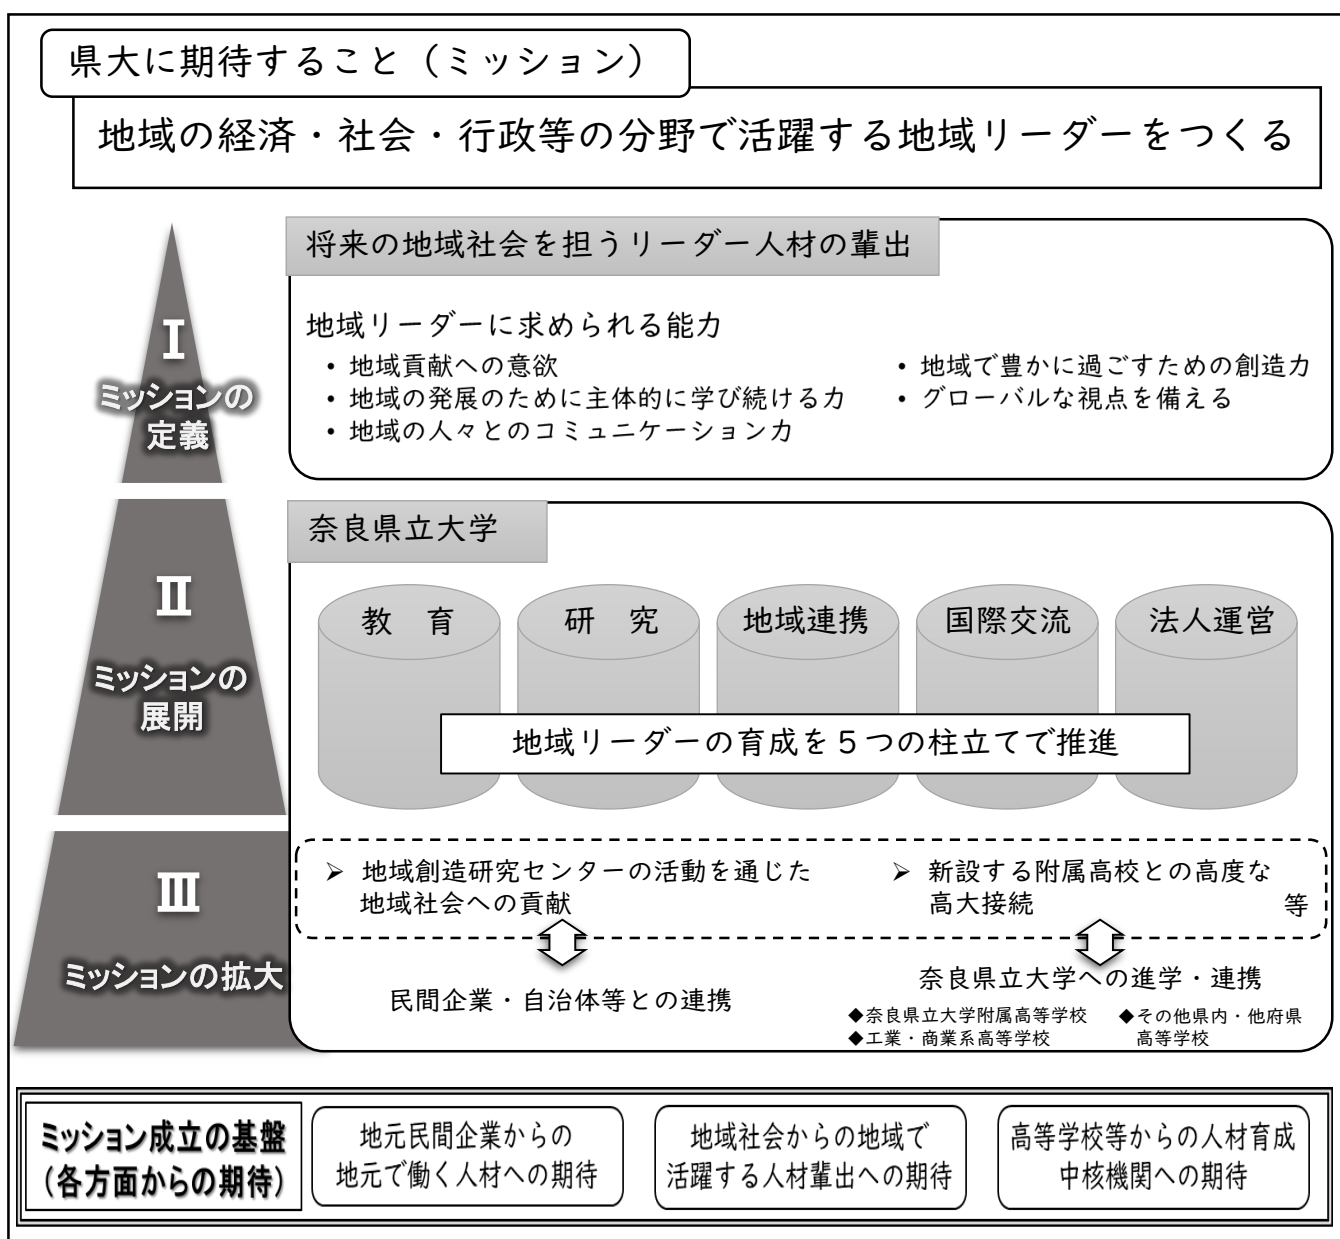 県大に期待すること（ミッション）
地域の経済・社会・行政等の分野で活躍する地域リーダーをつくる
Ⅰ
ミッションの
定義
将来の地域社会を担うリーダー人材の輩出
地域リーダーに求められる能力
• 地域貢献への意欲
• 地域の発展のために主体的に学び続ける力
• 地域の人々とのコミュニケーション力
• 地域で豊かに過ごすための創造力
• グローバルな視点を備える
Ⅱ
ミッションの
展開
奈良県立大学
教　育
研　究
地域連携
国際交流
法人運営
地域リーダーの育成を５つの柱立てで推進
Ⅲ
ミッションの拡大
➢ 地域創造研究センターの活動を通じた
地域社会への貢献
➢ 新設する附属高校との高度な
高大接続
等
民間企業・自治体等との連携
奈良県立大学への進学・連携
◆奈良県立大学附属高等学校
◆工業・商業系高等学校
◆その他県内・他府県
高等学校
ミッション成立の基盤
（各方面からの期待）
地元民間企業からの
地元で働く人材への期待
地域社会からの地域で
活躍する人材輩出への期待
高等学校等からの人材育成
中核機関への期待